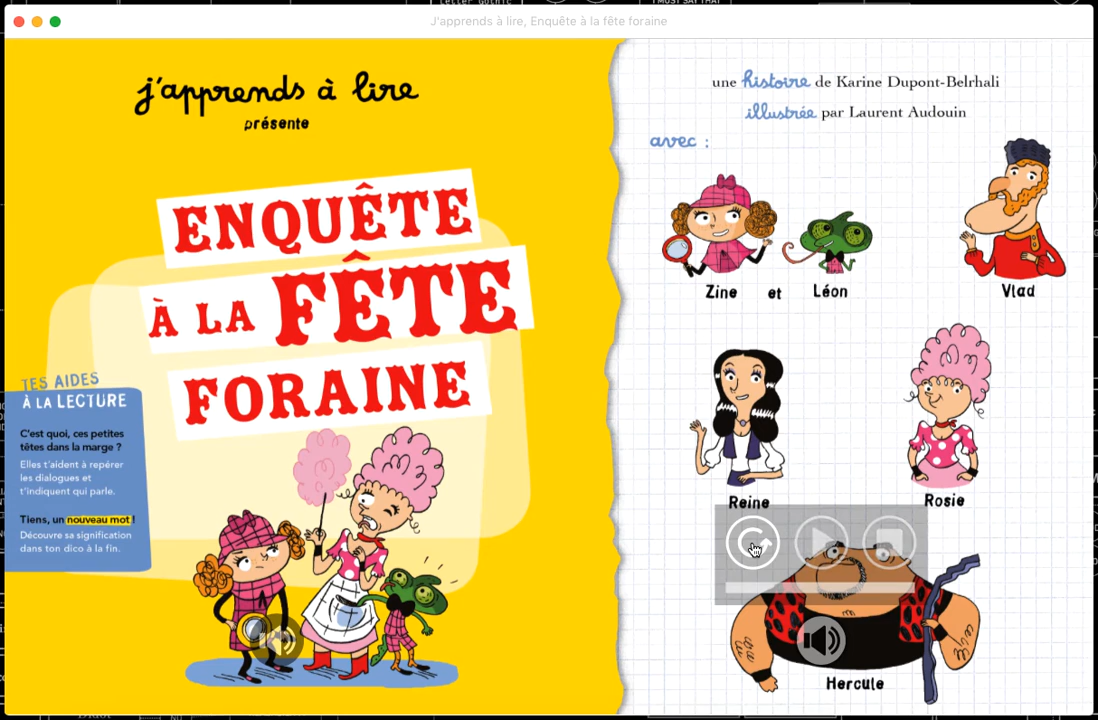 J'apprends à lire, Enquête à la fête foraine
j'apprends à lire
présente
ENQUÊTE
À LA FÊTE
FORAINE
TES AIDES
À LA LECTURE
C'est quoi, ces petites
têtes dans la marge ?
Elles t'aident à repérer
les dialogues et
t'indiquent qui parle.
Tiens, un nouveau mot !
Découvre sa signification
dans ton dico à la fin.
une histoire de Karine Dupont-Belrhali
illustrée par Laurent Audouin
avec :
Zine et Léon
Vlad
Reine
Rosie
Hercule